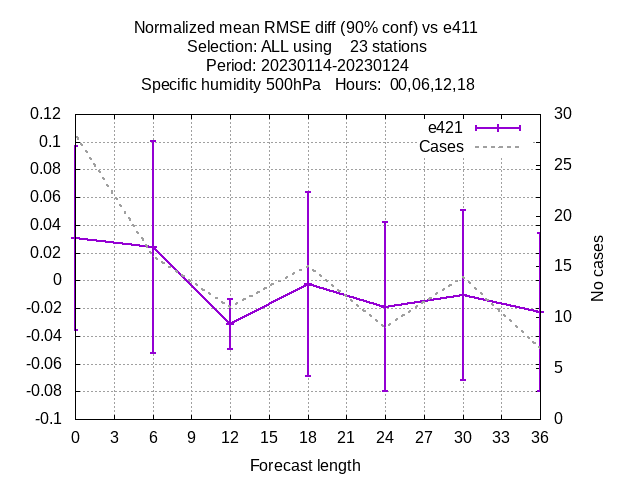 Normalized mean RMSE diff (90% conf) vs e411
Selection: ALL using    23 stations
Period: 20230114-20230124
Specific humidity 500hPa   Hours:  00,06,12,18
0.12
0.1
0.08
0.06
0.04
0.02
0
-0.02
-0.04
-0.06
-0.08
-0.1
e421
Cases
30
25
20
15
10
5
0
No cases
0 3 6 9 12 15 18 21 24 27 30 33 36
Forecast length